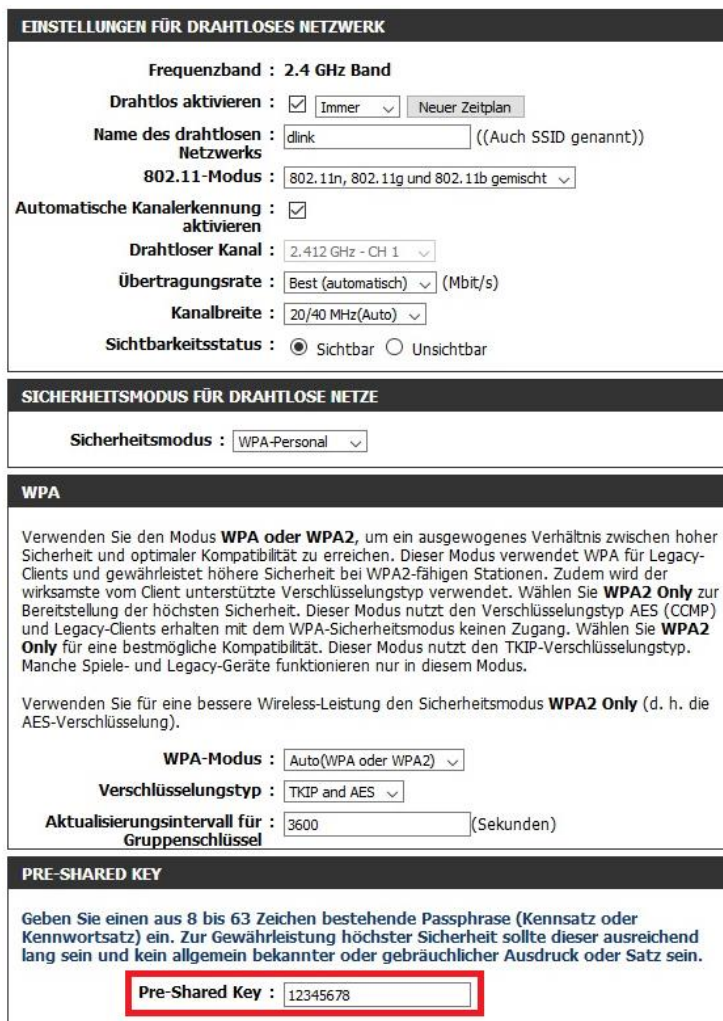 EINSTELLUNGEN FÜR DRAHTLOSES NETZWERK
Frequenzband : 2.4 GHz Band
Drahtlos aktivieren : Immer Neuer Zeitplan
Name des drahtlosen : dlink ((Auch SSID genannt))
Netzwerks
802.11-Modus : 802.11n, 802.11g und 802.11b gemischt
Automatische Kanalerkennung :
aktivieren
Drahtloser Kanal : 2.412 GHz - CH 1
Übertragungsrate : Best (automatisch) (Mbit/s)
Kanalbreite : 20/40 MHz(Auto)
Sichtbarkeitsstatus : Sichtbar Unsichtbar
SICHERHEITSMODUS FÜR DRAHTLOSE NETZE
Sicherheitsmodus : WPA-Personal
WPA
Verwenden Sie den Modus WPA oder WPA2, um ein ausgewogenes Verhältnis zwischen hoher
Sicherheit und optimaler Kompatibilität zu erreichen. Dieser Modus verwendet WPA für Legacy-
Clients und gewährleistet höhere Sicherheit bei WPA2-fähigen Stationen. Zudem wird der
wirksamste vom Client unterstützte Verschlüsselungstyp verwendet. Wählen Sie WPA2 Only zur
Bereitstellung der höchsten Sicherheit. Dieser Modus nutzt den Verschlüsselungstyp AES (CCMP)
und Legacy-Clients erhalten mit dem WPA-Sicherheitsmodus keinen Zugang. Wählen Sie WPA2
Only für eine bestmögliche Kompatibilität. Dieser Modus nutzt den TKIP-Verschlüsselungstyp.
Manche Spiele- und Legacy-Geräte funktionieren nur in diesem Modus.
Verwenden Sie für eine bessere Wireless-Leistung den Sicherheitsmodus WPA2 Only (d. h. die
AES-Verschlüsselung).
WPA-Modus : Auto(WPA oder WPA2)
Verschlüsselungstyp : TKIP and AES
Aktualisierungsintervall für : 3600 (Sekunden)
Gruppenschlüssel
PRE-SHARED KEY
Geben Sie einen aus 8 bis 63 Zeichen bestehende Passphrase (Kennsatz oder
Kennwortsatz) ein. Zur Gewährleistung höchster Sicherheit sollte dieser ausreichend
lang sein und kein allgemein bekannter oder gebräuchlicher Ausdruck oder Satz sein.
Pre-Shared Key : 12345678